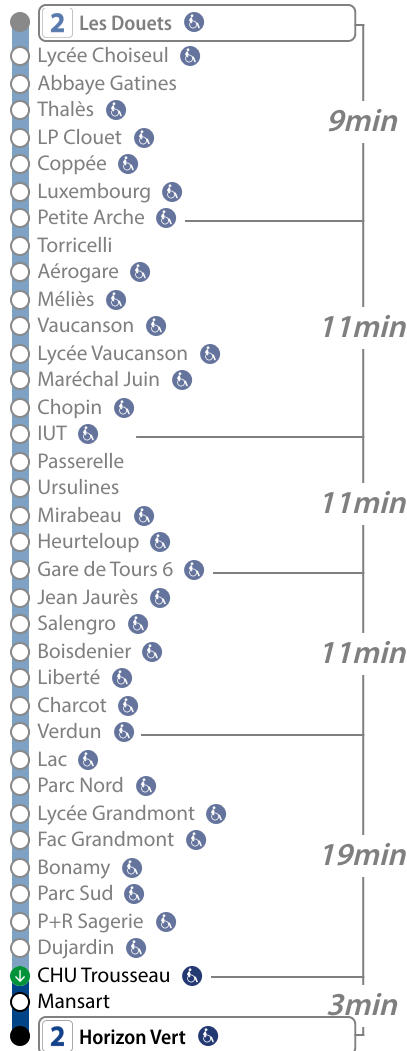 2 Les Douets
Lycée Choiseul
Abbaye Gatines
Thalès
9min
LP Clouet
Coppée
Luxembourg
Petite Arche
Torricelli
Aérogare
Méliès
Vaucanson
11min
Lycée Vaucanson
Maréchal Juin
Chopin
IUT
Passerelle
Ursulines
11min
Mirabeau
Heurteloup
Gare de Tours 6
Jean Jaurès
Salengro
Boisdenier
11min
Liberté
Charcot
Verdun
Lac
Parc Nord
Lycée Grandmont
Fac Grandmont
19min
Bonamy
Parc Sud
P+R Sagerie
Dujardin
CHU Trousseau
Mansart
3min
2 Horizon Vert